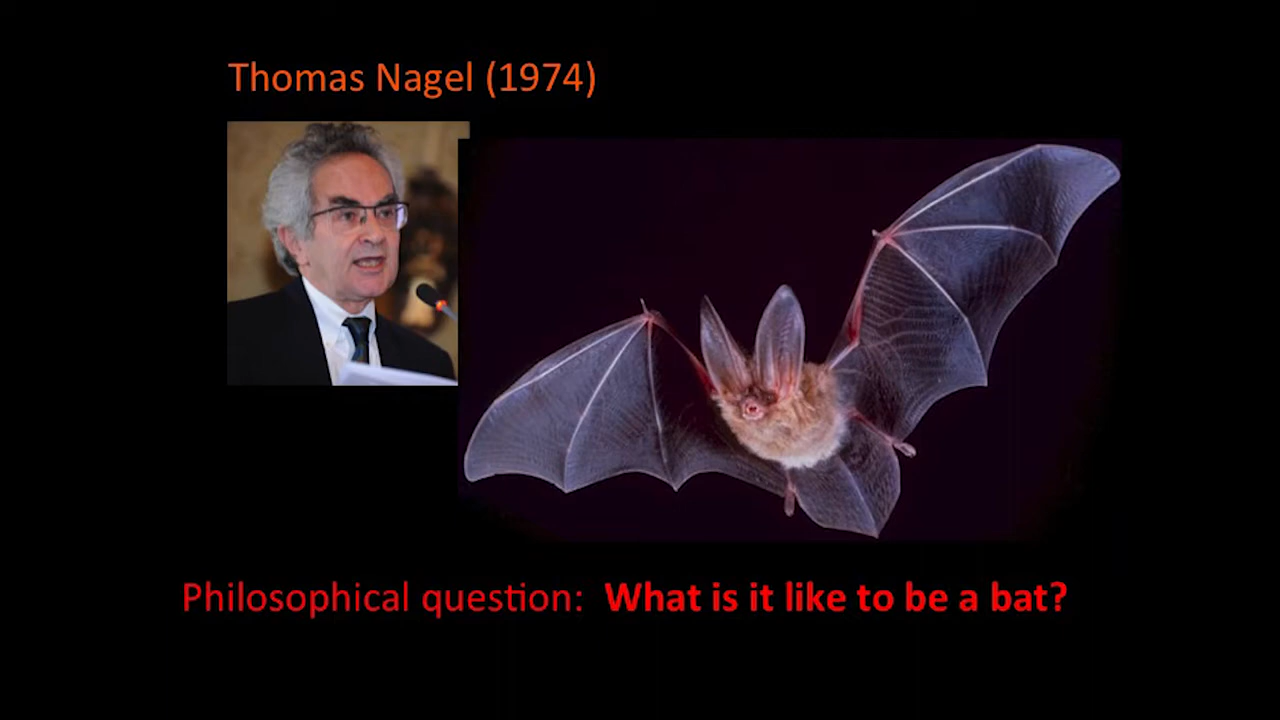 Thomas Nagel (1974)
Philosophical question: What is it like to be a bat?